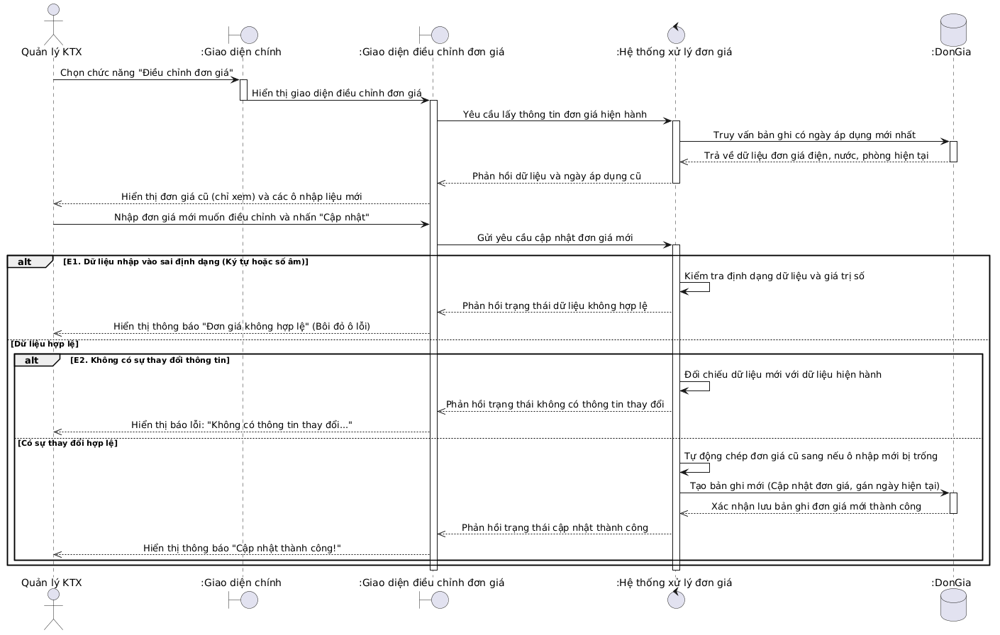 Quản lý KTX
:Giao diện chính
:Giao diện điều chỉnh đơn giá
:Hệ thống xử lý đơn giá
:DonGia
Chọn chức năng "Điều chỉnh đơn giá"
Hiển thị giao diện điều chỉnh đơn giá
Yêu cầu lấy thông tin đơn giá hiện hành
Truy vấn bản ghi có ngày áp dụng mới nhất
Trả về dữ liệu đơn giá điện, nước, phòng hiện tại
Phản hồi dữ liệu và ngày áp dụng cũ
Hiển thị đơn giá cũ (chỉ xem) và các ô nhập liệu mới
Nhập đơn giá mới muốn điều chỉnh và nhấn "Cập nhật"
Gửi yêu cầu cập nhật đơn giá mới
alt [E1. Dữ liệu nhập vào sai định dạng (Ký tự hoặc số âm)]
Kiểm tra định dạng dữ liệu và giá trị số
Phản hồi trạng thái dữ liệu không hợp lệ
Hiển thị thông báo "Đơn giá không hợp lệ" (Bôi đỏ ô lỗi)
[Dữ liệu hợp lệ]
alt [E2. Không có sự thay đổi thông tin]
Đối chiếu dữ liệu mới với dữ liệu hiện hành
Phản hồi trạng thái không có thông tin thay đổi
Hiển thị báo lỗi: "Không có thông tin thay đổi..."
[Có sự thay đổi hợp lệ]
Tự động chép đơn giá cũ sang nếu ô nhập mới bị trống
Tạo bản ghi mới (Cập nhật đơn giá, gán ngày hiện tại)
Xác nhận lưu bản ghi đơn giá mới thành công
Phản hồi trạng thái cập nhật thành công
Hiển thị thông báo "Cập nhật thành công!"
Quản lý KTX
:Giao diện chính
:Giao diện điều chỉnh đơn giá
:Hệ thống xử lý đơn giá
:DonGia